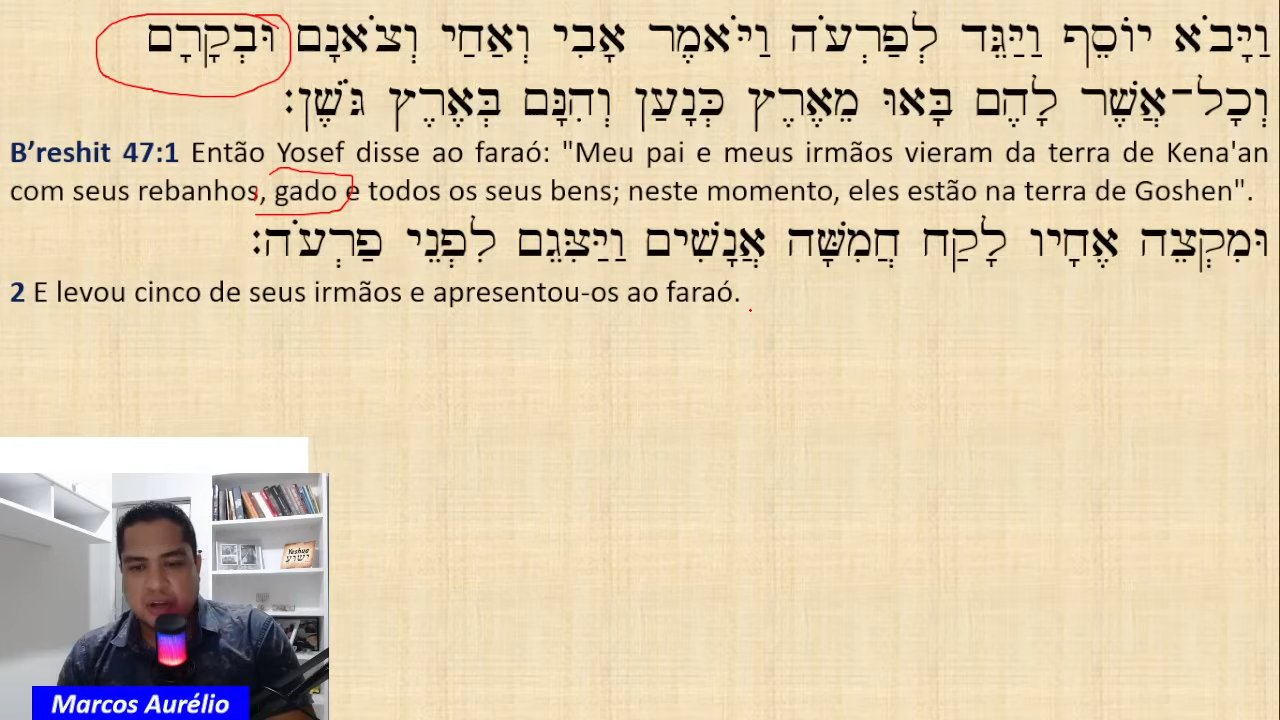 וַיָּבֹא יוֹסֵף וַיַּגֵּד לְפַרְעֹה וַיֹּאמֶר אָבִי וְאַחַי וְצֹאנָם וּבְקָרָם
וְכָל־אֲשֶׁר לָהֶם בָּאוּ מֵאֶרֶץ כְּנָעַן וְהִנָּם בְּאֶרֶץ גֹּשֶׁן׃
B’reshit 47:1 Então Yosef disse ao faraó: "Meu pai e meus irmãos vieram da terra de Kena'an
com seus rebanhos, gado e todos os seus bens; neste momento, eles estão na terra de Goshen".
וּמִקְצֵה אֶחָיו לָקַח חֲמִשָּׁה אֲנָשִׁים וַיַּצִּגֵם לִפְנֵי פַרְעֹה׃
2 E levou cinco de seus irmãos e apresentou-os ao faraó.
Yeshua
ישוע
Marcos Aurélio